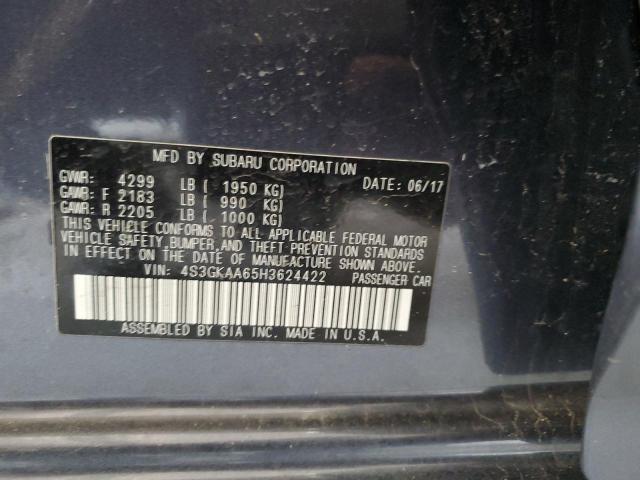 MFD BY SUBARU CORPORATION
GVWR: 4299 LB ( 1950 KG) DATE: 06/17
GAWR: F 2183 LB ( 990 KG)
GAWR: R 2205 LB ( 1000 KG)
THIS VEHICLE CONFORMS TO ALL APPLICABLE FEDERAL MOTOR
VEHICLE SAFETY, BUMPER, AND THEFT PREVENTION STANDARDS
IN EFFECT ON THE DATE OF MANUFACTURE SHOWN ABOVE.
VIN: 4S3GKAA65H3624422 PASSENGER CAR
ASSEMBLED BY SIA INC. MADE IN U.S.A.